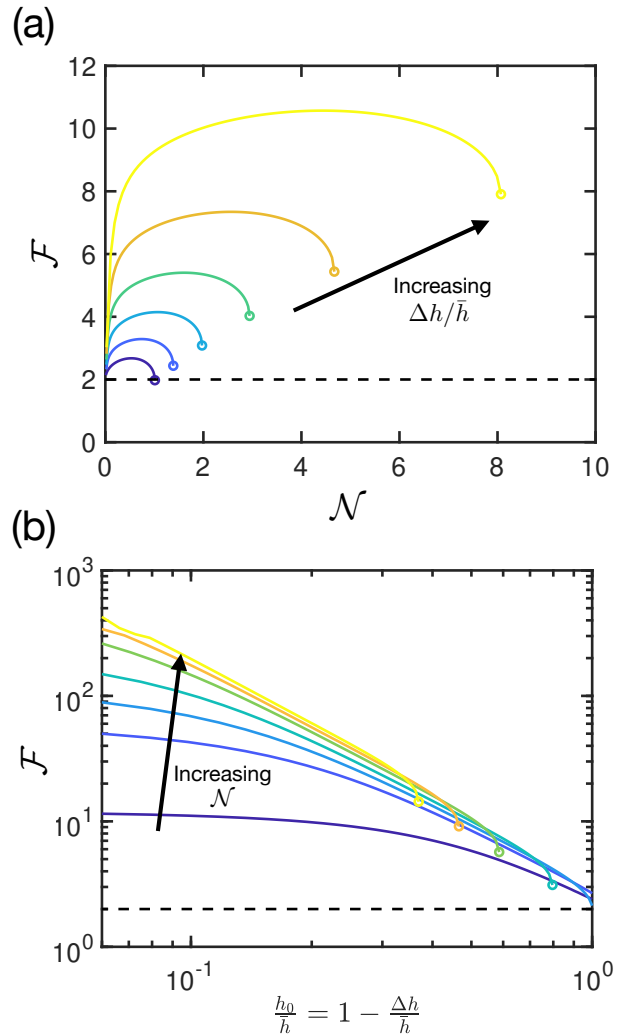 (a)
12
10
8
6
4
2
0
ℱ
Increasing
Δh/h̄
0 2 4 6 8 10
𝒩
(b)
10³
10²
10¹
10⁰
ℱ
Increasing
𝒩
10⁻¹ 10⁰
h₀/h̄ = 1 − Δh/h̄